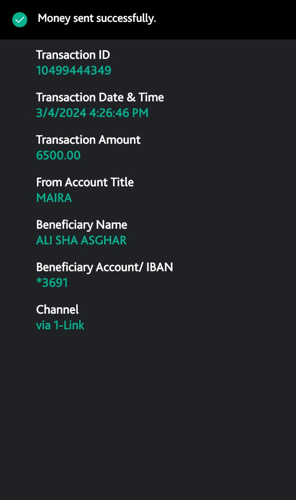 Money sent successfully.
Transaction ID
10499444349
Transaction Date & Time
3/4/2024 4:26:46 PM
Transaction Amount
6500.00
From Account Title
MAIRA
Beneficiary Name
ALI SHA ASGHAR
Beneficiary Account/ IBAN
*3691
Channel
via 1-Link